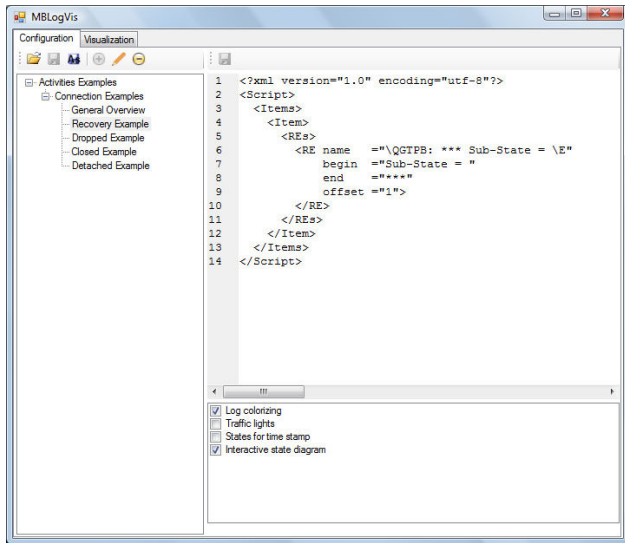 MBLogVis
Configuration Visualization
Activities Examples
Connection Examples
General Overview
Recovery Example
Dropped Example
Closed Example
Detached Example
1 <?xml version="1.0" encoding="utf-8"?>
2 <Script>
3 <Items>
4 <Item>
5 <REs>
6 <RE name ="\QGTPB: *** Sub-State = \E"
7 begin ="Sub-State = "
8 end ="***"
9 offset ="1">
10 </RE>
11 </REs>
12 </Item>
13 </Items>
14 </Script>
Log colorizing
Traffic lights
States for time stamp
Interactive state diagram